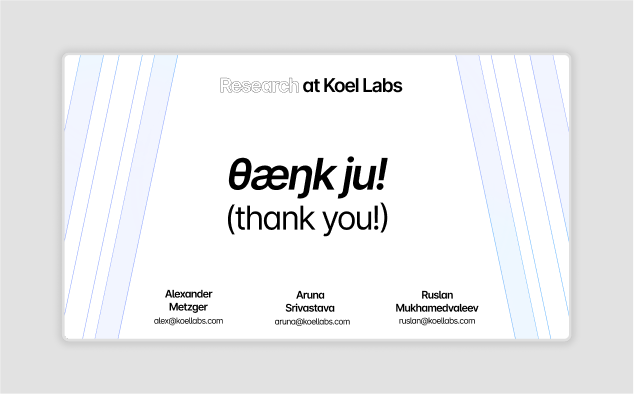 Research at Koel Labs
θæŋk ju!
(thank you!)
Alexander
Metzger
alex@koellabs.com
Aruna
Srivastava
aruna@koellabs.com
Ruslan
Mukhamedvaleev
ruslan@koellabs.com